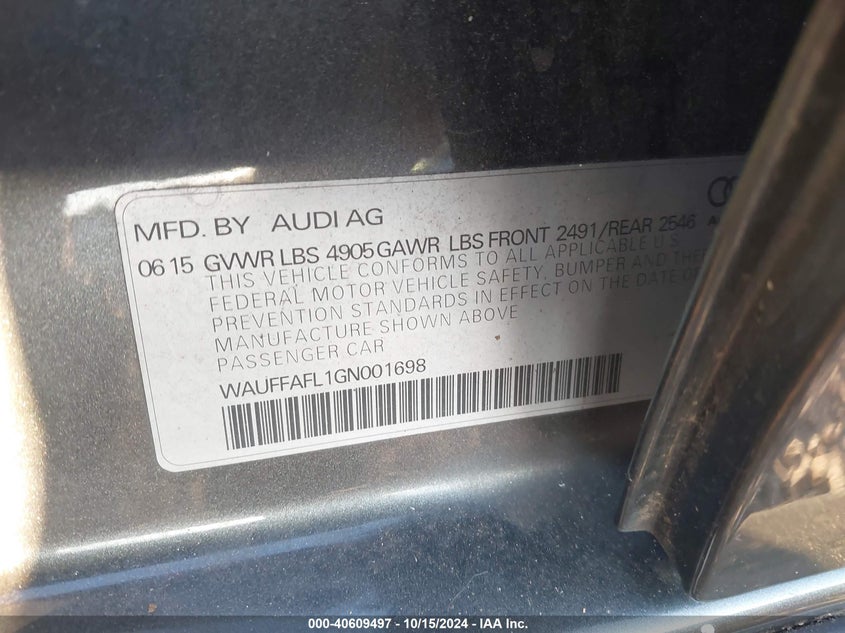 MFD. BY AUDI AG
06 15 GVWR LBS 4905 GAWR LBS FRONT 2491/REAR 2546
THIS VEHICLE CONFORMS TO ALL APPLICABLE U.S.
FEDERAL MOTOR VEHICLE SAFETY, BUMPER AND
PREVENTION STANDARDS IN EFFECT ON THE DATE OF
MANUFACTURE SHOWN ABOVE
PASSENGER CAR
WAUFFAFL1GN001698
000-40609497 - 10/15/2024 - IAA Inc.